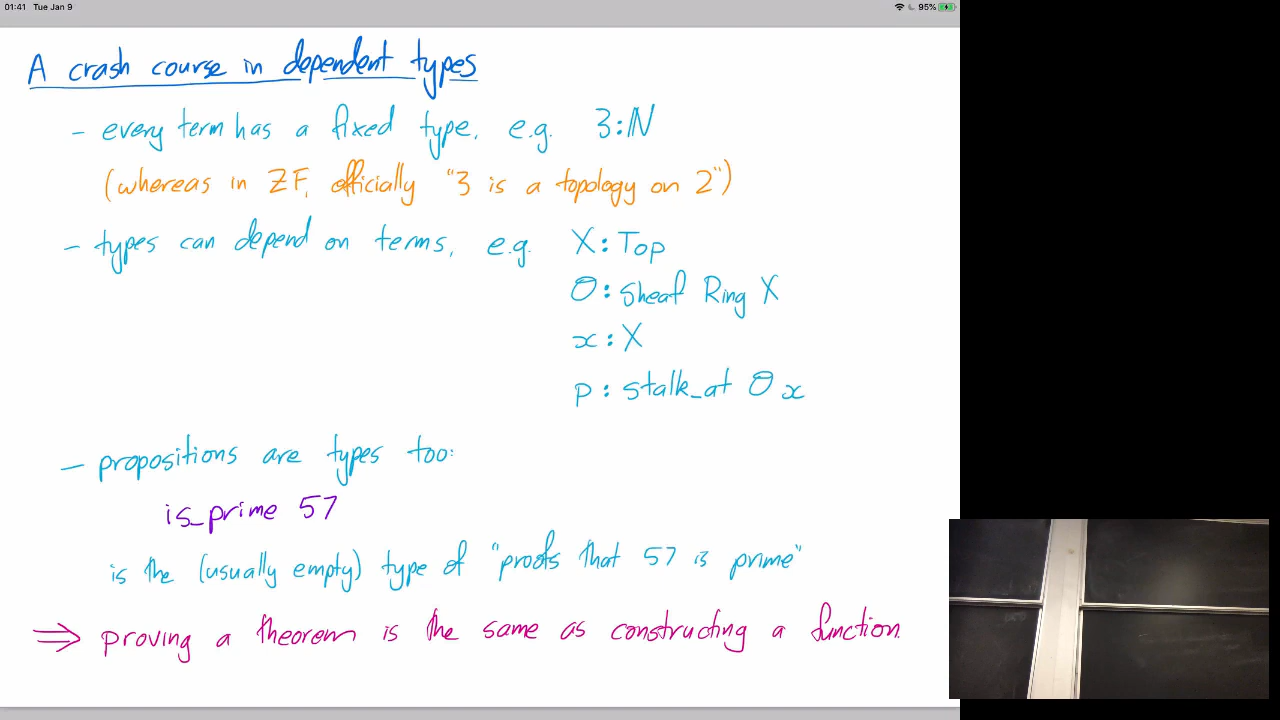 01:41 Tue Jan 9 95%
A crash course in dependent types
- every term has a fixed type, e.g. 3:ℕ
(whereas in ZF, officially "3 is a topology on 2")
- types can depend on terms, e.g. X:Top
O:Sheaf Ring X
x:X
p:stalk_at O x
- propositions are types too:
is_prime 57
is the (usually empty) type of "proofs that 57 is prime"
⇒ proving a theorem is the same as constructing a function.